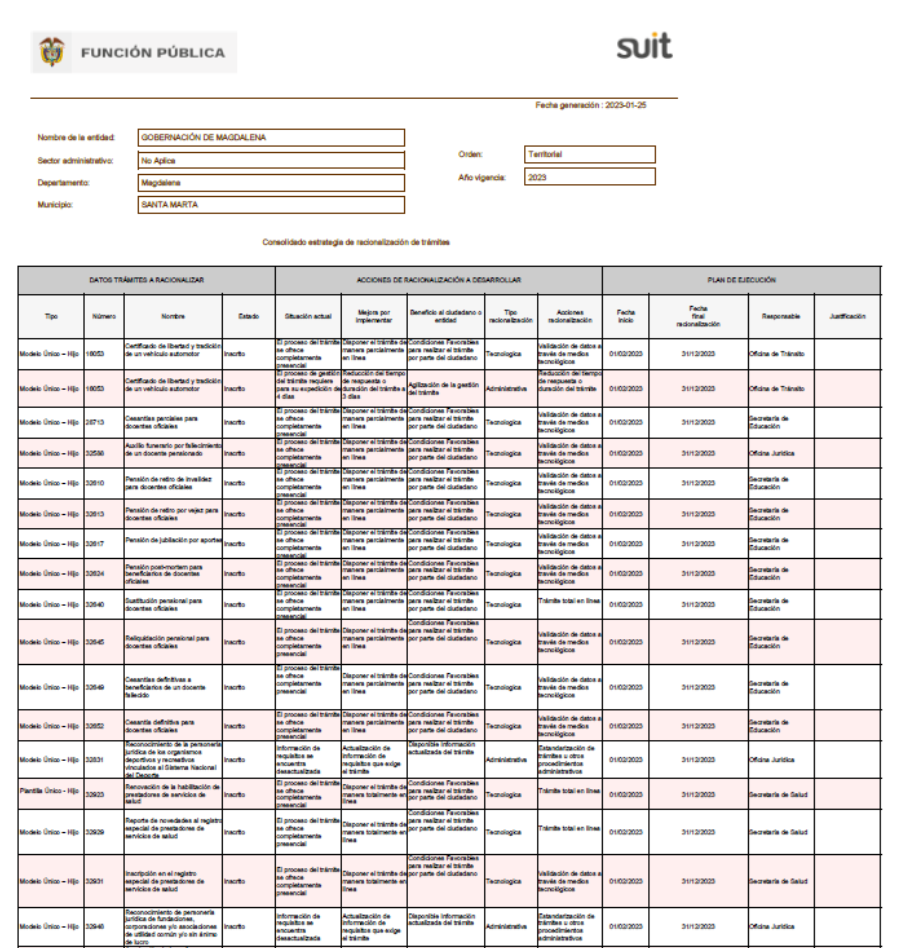 FUNCIÓN PÚBLICA
suit
Fecha generación : 2023-01-25
Nombre de la entidad: GOBERNACIÓN DE MAGDALENA
Orden: Territorial
Sector administrativo: No Aplica
Año vigencia: 2023
Departamento: Magdalena
Municipio: SANTA MARTA
Consolidado estrategia de racionalización de trámites
DATOS TRÁMITES A RACIONALIZAR ACCIONES DE RACIONALIZACIÓN A DESARROLLAR PLAN DE EJECUCIÓN
Tipo Número Nombre Estado Situación actual Mejora por implementar Beneficio al ciudadano o entidad Tipo racionalización Acciones racionalización Fecha inicio Fecha final racionalización Responsable Justificación
Modelo Único – Hijo 16053 Certificado de libertad y tradición de un vehículo automotor Inscrito El proceso del trámite se ofrece completamente presencial Disponer el trámite de manera parcialmente en línea Condiciones Favorables para realizar el trámite por parte del ciudadano Tecnologica Validación de datos a través de medios tecnológicos 01/02/2023 31/12/2023 Oficina de Tránsito
Modelo Único – Hijo 16053 Certificado de libertad y tradición de un vehículo automotor Inscrito El proceso de gestión del trámite requiere para su expedición de 4 dias Reducción del tiempo de respuesta o duración del trámite a 3 dias Agilización de la gestión del trámite Administrativa Reducción del tiempo de respuesta o duración del trámite 01/02/2023 31/12/2023 Oficina de Tránsito
Modelo Único – Hijo 26713 Cesantías parciales para docentes oficiales Inscrito El proceso del trámite se ofrece completamente presencial Disponer el trámite de manera parcialmente en línea Condiciones Favorables para realizar el trámite por parte del ciudadano Tecnologica Validación de datos a través de medios tecnológicos 01/02/2023 31/12/2023 Secretaría de Educación
Modelo Único – Hijo 32588 Auxilio funerario por fallecimiento de un docente pensionado Inscrito El proceso del trámite se ofrece completamente presencial Disponer el trámite de manera parcialmente en línea Condiciones Favorables para realizar el trámite por parte del ciudadano Tecnologica Validación de datos a través de medios tecnológicos 01/02/2023 31/12/2023 Oficina Jurídica
Modelo Único – Hijo 32610 Pensión de retiro de invalidez para docentes oficiales Inscrito El proceso del trámite se ofrece completamente presencial Disponer el trámite de manera parcialmente en línea Condiciones Favorables para realizar el trámite por parte del ciudadano Tecnologica Validación de datos a través de medios tecnológicos 01/02/2023 31/12/2023 Secretaría de Educación
Modelo Único – Hijo 32613 Pensión de retiro por vejez para docentes oficiales Inscrito El proceso del trámite se ofrece completamente presencial Disponer el trámite de manera parcialmente en línea Condiciones Favorables para realizar el trámite por parte del ciudadano Tecnologica Validación de datos a través de medios tecnológicos 01/02/2023 31/12/2023 Secretaría de Educación
Modelo Único – Hijo 32617 Pensión de jubilación por aportes Inscrito El proceso del trámite se ofrece completamente presencial Disponer el trámite de manera parcialmente en línea Condiciones Favorables para realizar el trámite por parte del ciudadano Tecnologica Validación de datos a través de medios tecnológicos 01/02/2023 31/12/2023 Secretaría de Educación
Modelo Único – Hijo 32624 Pensión post-mortem para beneficiarios de docentes oficiales Inscrito El proceso del trámite se ofrece completamente presencial Disponer el trámite de manera parcialmente en línea Condiciones Favorables para realizar el trámite por parte del ciudadano Tecnologica Validación de datos a través de medios tecnológicos 01/02/2023 31/12/2023 Secretaría de Educación
Modelo Único – Hijo 32640 Sustitución pensional para docentes oficiales Inscrito El proceso del trámite se ofrece completamente presencial Disponer el trámite de manera parcialmente en línea Condiciones Favorables para realizar el trámite por parte del ciudadano Tecnologica Trámite total en línea 01/02/2023 31/12/2023 Secretaría de Educación
Modelo Único – Hijo 32645 Reliquidación pensional para docentes oficiales Inscrito El proceso del trámite se ofrece completamente presencial Disponer el trámite de manera parcialmente en línea Condiciones Favorables para realizar el trámite por parte del ciudadano Tecnologica Validación de datos a través de medios tecnológicos 01/02/2023 31/12/2023 Secretaría de Educación
Modelo Único – Hijo 32649 Cesantías definitivas a beneficiarios de un docente fallecido Inscrito El proceso del trámite se ofrece completamente presencial Disponer el trámite de manera parcialmente en línea Condiciones Favorables para realizar el trámite por parte del ciudadano Tecnologica Validación de datos a través de medios tecnológicos 01/02/2023 31/12/2023 Secretaría de Educación
Modelo Único – Hijo 32652 Cesantía definitiva para docentes oficiales Inscrito El proceso del trámite se ofrece completamente presencial Disponer el trámite de manera parcialmente en línea Condiciones Favorables para realizar el trámite por parte del ciudadano Tecnologica Validación de datos a través de medios tecnológicos 01/02/2023 31/12/2023 Secretaría de Educación
Modelo Único – Hijo 32831 Reconocimiento de la personería jurídica de los organismos deportivos y recreativos vinculados al Sistema Nacional del Deporte Inscrito Información de requisitos se encuentra desactualizada Actualización de información de requisitos que exige el trámite Disponible información actualizada del trámite Administrativa Estandarización de trámites u otros procedimientos administrativos 01/02/2023 31/12/2023 Oficina Jurídica
Plantilla Único - Hijo 32923 Renovación de la habilitación de prestadores de servicios de salud Inscrito El proceso del trámite se ofrece completamente presencial Disponer el trámite de manera totalmente en línea Condiciones Favorables para realizar el trámite por parte del ciudadano Tecnologica Trámite total en línea 01/02/2023 31/12/2023 Secretaria de Salud
Modelo Único – Hijo 32929 Reporte de novedades al registro especial de prestadores de servicios de salud Inscrito El proceso del trámite se ofrece completamente presencial Disponer el trámite de manera totalmente en línea Condiciones Favorables para realizar el trámite por parte del ciudadano Tecnologica Trámite total en línea 01/02/2023 31/12/2023 Secretaría de Salud
Modelo Único – Hijo 32931 Inscripción en el registro especial de prestadores de servicios de salud Inscrito El proceso del trámite se ofrece completamente presencial Disponer el trámite de manera totalmente en línea Condiciones Favorables para realizar el trámite por parte del ciudadano Tecnologica Validación de datos a través de medios tecnológicos 01/02/2023 31/12/2023 Secretaría de Salud
Modelo Único – Hijo 32948 Reconocimiento de personería jurídica de fundaciones, corporaciones y/o asociaciones de utilidad común y/o sin ánimo de lucro Inscrito Información de requisitos se encuentra desactualizada Actualización de información de requisitos que exige el trámite Disponible información actualizada del trámite Administrativa Estandarización de trámites u otros procedimientos administrativos 01/02/2023 31/12/2023 Oficina Jurídica